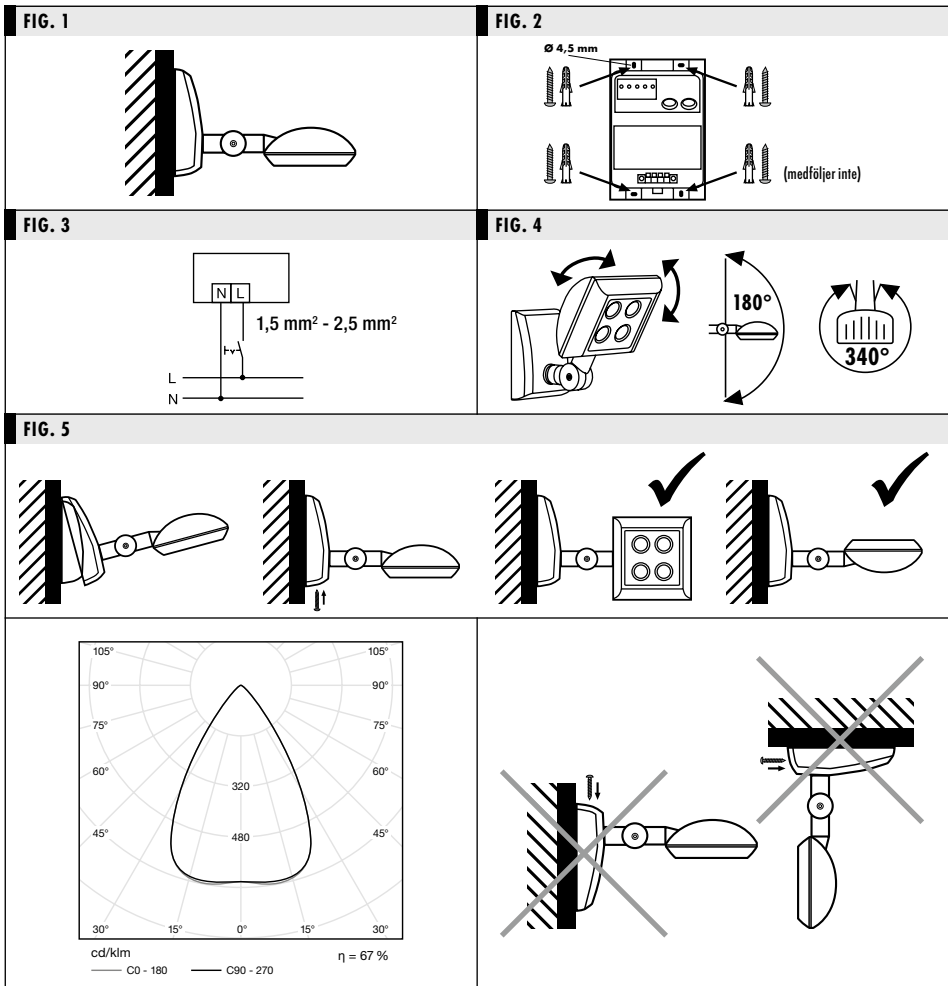 FIG. 1
FIG. 2
Ø 4,5 mm
(medföljer inte)
FIG. 3
N L
1,5 mm² - 2,5 mm²
L
N
FIG. 4
180°
340°
FIG. 5
105° 105°
90° 90°
75° 75°
60° 60°
320
45° 480 45°
30° 15° 0° 15° 30°
cd/klm η = 67 %
C0 - 180 C90 - 270